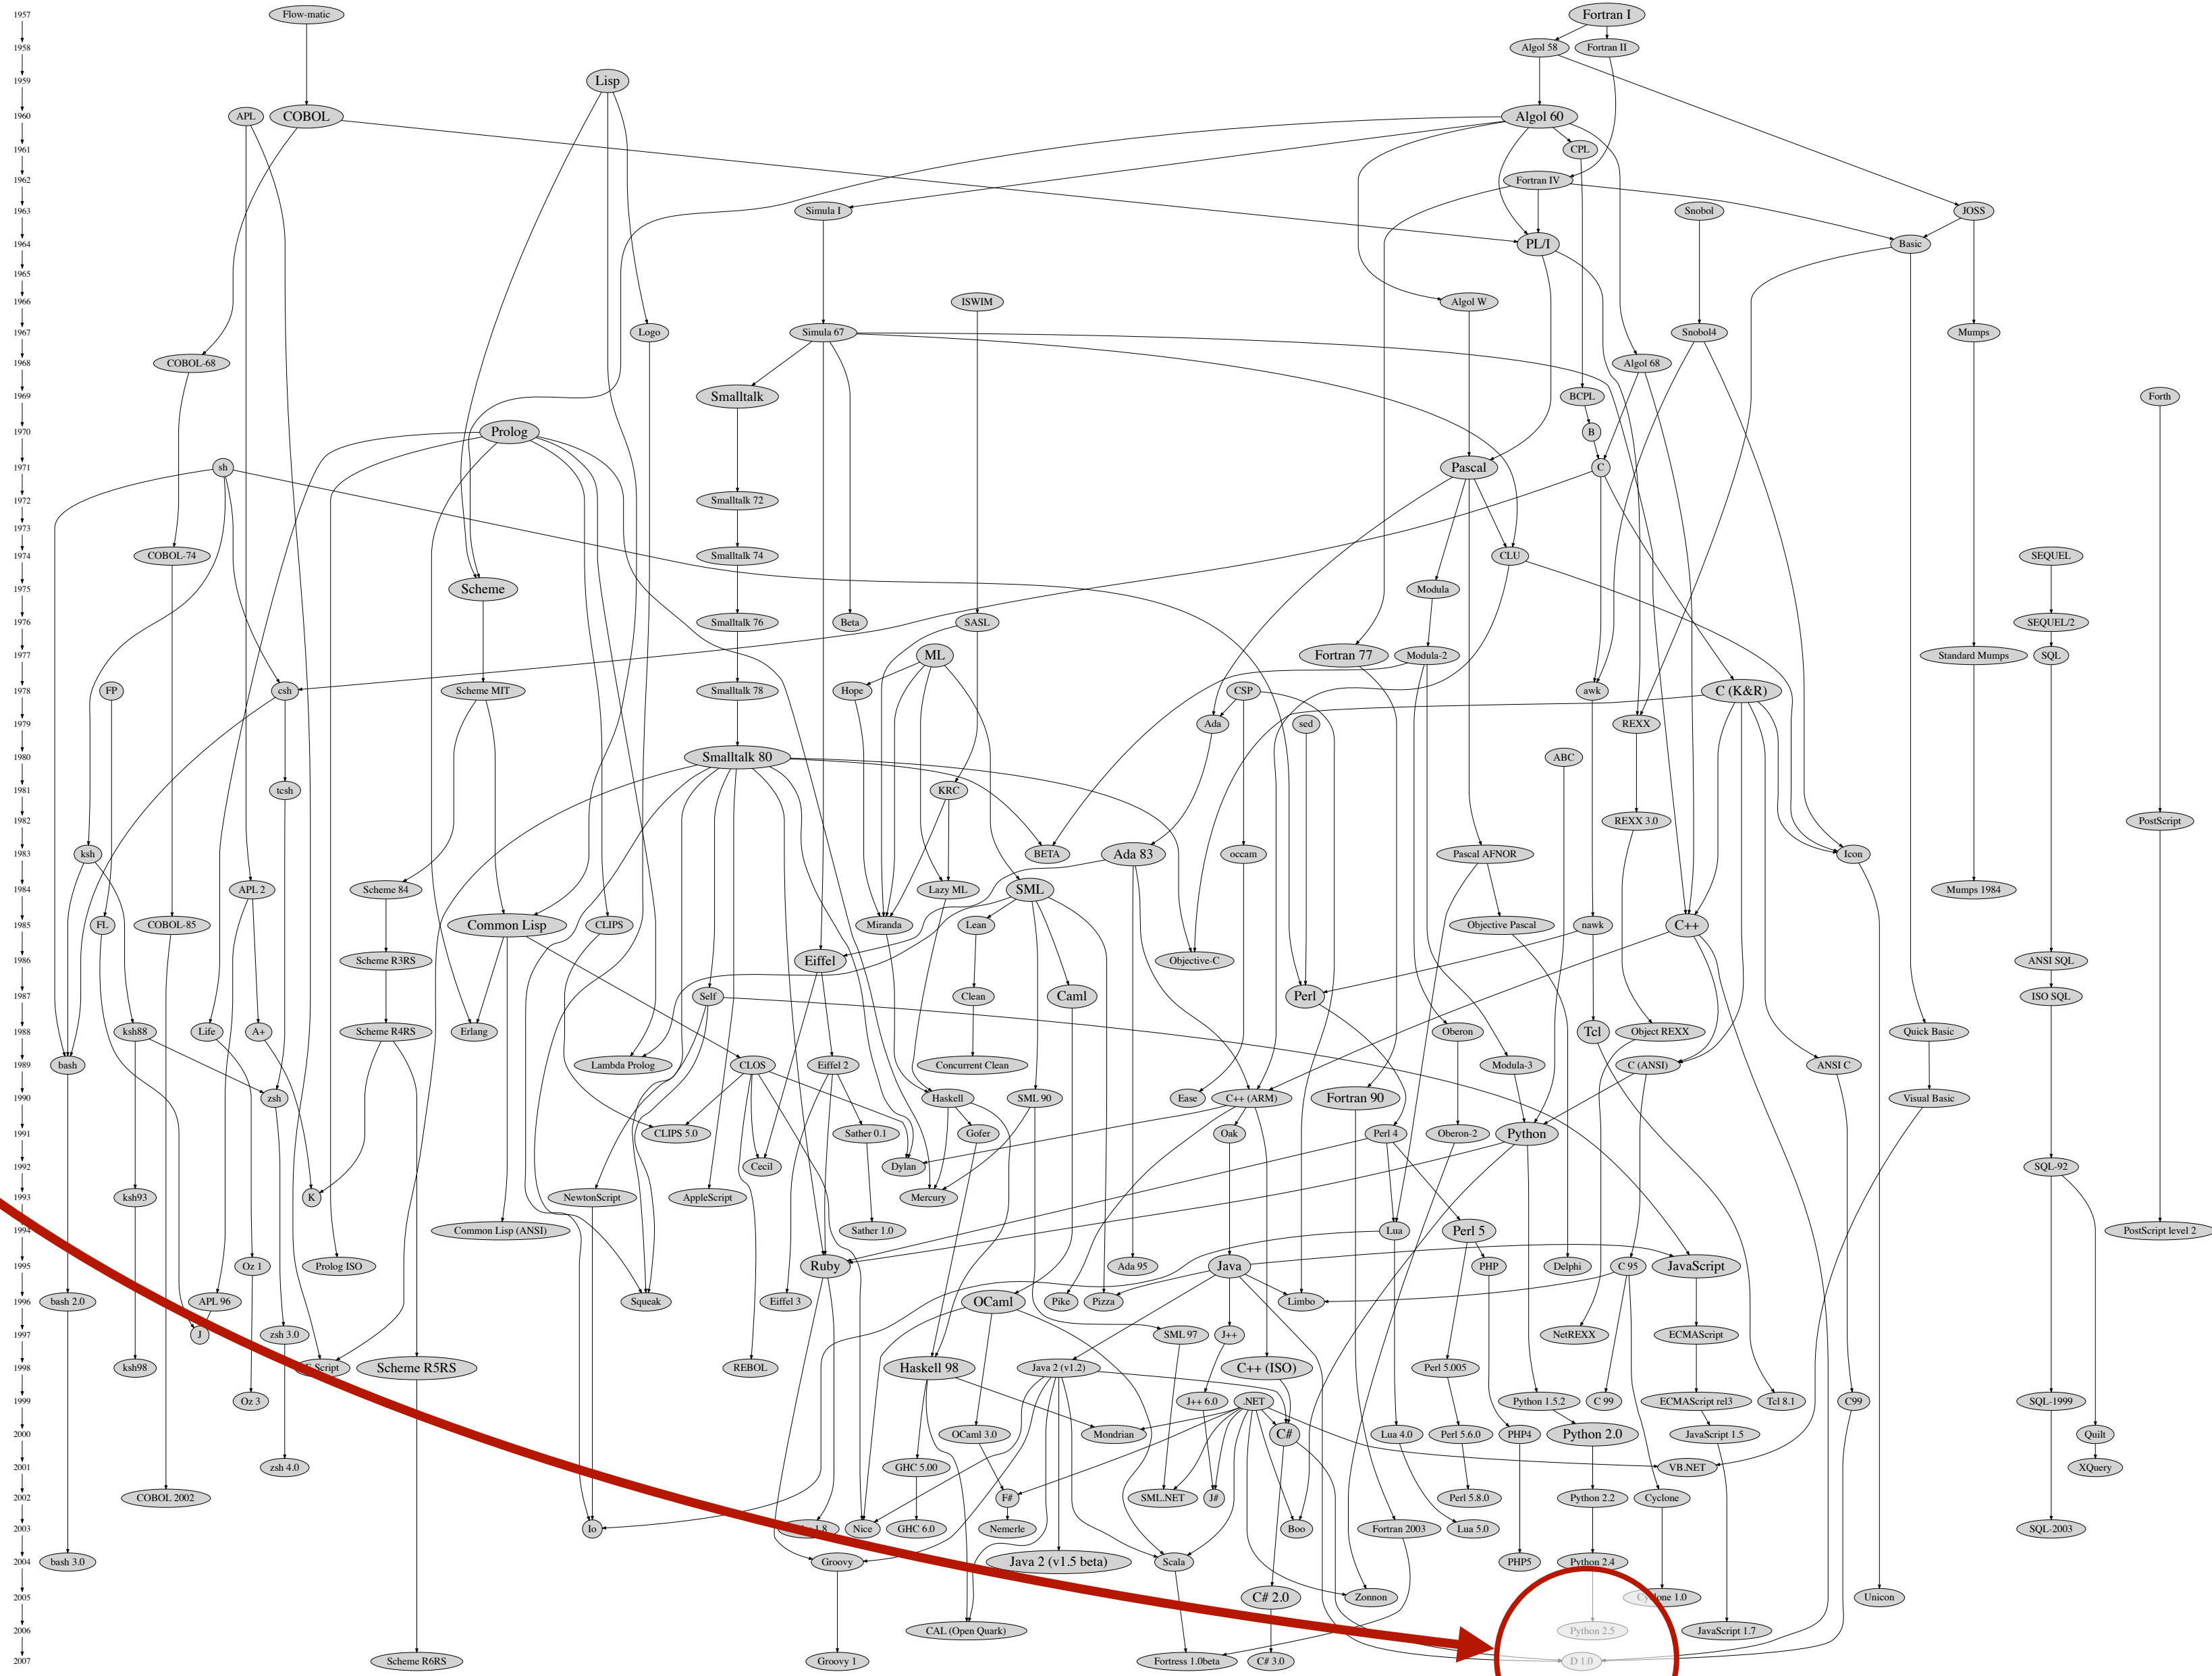 1957 Flow-matic Fortran I
1958 Algol 58 Fortran II
1959 Lisp
1960 APL COBOL Algol 60
1961 CPL
1962 Fortran IV
1963 Simula I Snobol JOSS
1964 PL/I Basic
1965
1966 ISWIM Algol W
1967 Logo Simula 67 Snobol4 Mumps
1968 COBOL-68 Algol 68
1969 Smalltalk BCPL Forth
1970 Prolog B
1971 sh Pascal C
1972 Smalltalk 72
1973
1974 COBOL-74 Smalltalk 74 CLU SEQUEL
1975 Scheme Modula
1976 Smalltalk 76 Beta SASL SEQUEL/2
1977 ML Fortran 77 Modula-2 Standard Mumps SQL
1978 FP csh Scheme MIT Smalltalk 78 Hope CSP awk C (K&R)
1979 Ada sed REXX
1980 Smalltalk 80 ABC
1981 tcsh KRC
1982 REXX 3.0 PostScript
1983 ksh BETA Ada 83 occam Pascal AFNOR Icon
1984 APL 2 Scheme 84 Lazy ML SML Mumps 1984
1985 FL COBOL-85 Common Lisp CLIPS Miranda Lean Objective Pascal nawk C++
1986 Scheme R3RS Eiffel Objective-C ANSI SQL
1987 Self Clean Caml Perl ISO SQL
1988 ksh88 Life A+ Scheme R4RS Erlang Oberon Tcl Object REXX Quick Basic
1989 bash Lambda Prolog CLOS Eiffel 2 Concurrent Clean Modula-3 C (ANSI) ANSI C
1990 zsh Haskell SML 90 Ease C++ (ARM) Fortran 90 Visual Basic
1991 CLIPS 5.0 Sather 0.1 Gofer Oak Perl 4 Oberon-2 Python
1992 Cecil Dylan SQL-92
1993 ksh93 K NewtonScript AppleScript Mercury
1994 Common Lisp (ANSI) Sather 1.0 Lua Perl 5 PostScript level 2
1995 Oz 1 Prolog ISO Ruby Ada 95 Java PHP Delphi C 95 JavaScript
1996 bash 2.0 APL 96 Squeak Eiffel 3 OCaml Pike Pizza Limbo
1997 J zsh 3.0 SML 97 J++ NetREXX ECMAScript
1998 ksh98 Script Scheme R5RS REBOL Haskell 98 Java 2 (v1.2) C++ (ISO) Perl 5.005
1999 Oz 3 J++ 6.0 .NET Python 1.5.2 C 99 ECMAScript rel3 Tcl 8.1 C99 SQL-1999
2000 OCaml 3.0 Mondrian C# Lua 4.0 Perl 5.6.0 PHP4 Python 2.0 JavaScript 1.5 Quilt
2001 zsh 4.0 GHC 5.00 VB.NET XQuery
2002 COBOL 2002 F# SML.NET J# Perl 5.8.0 Python 2.2 Cyclone
2003 Io 1.8 Nice GHC 6.0 Nemerle Boo Fortran 2003 Lua 5.0 SQL-2003
2004 bash 3.0 Groovy Java 2 (v1.5 beta) Scala PHP5 Python 2.4
2005 C# 2.0 Zonnon Cyclone 1.0 Unicon
2006 CAL (Open Quark) Python 2.5 JavaScript 1.7
2007 Scheme R6RS Groovy 1 Fortress 1.0beta C# 3.0 D 1.0